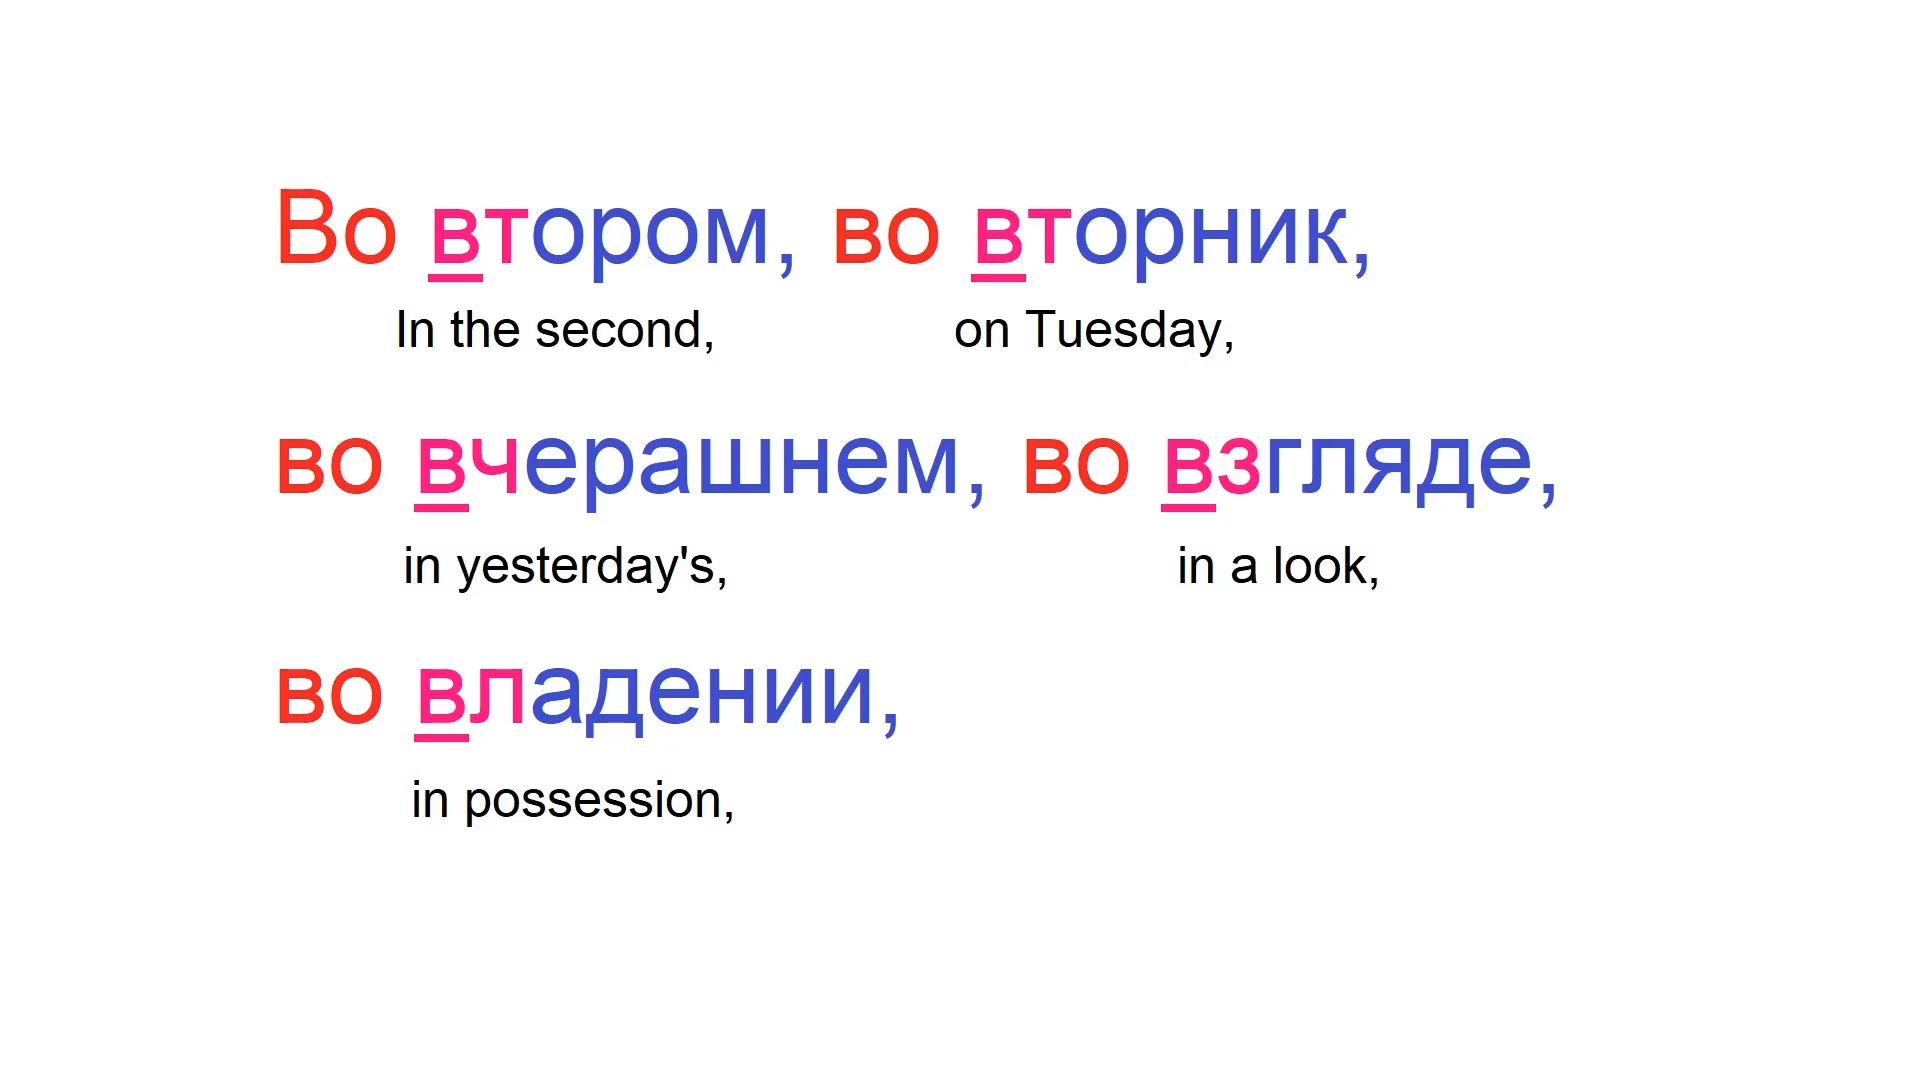 Во втором, во вторник,
In the second, on Tuesday,
во вчерашнем, во взгляде,
in yesterday's, in a look,
во владении,
in possession,